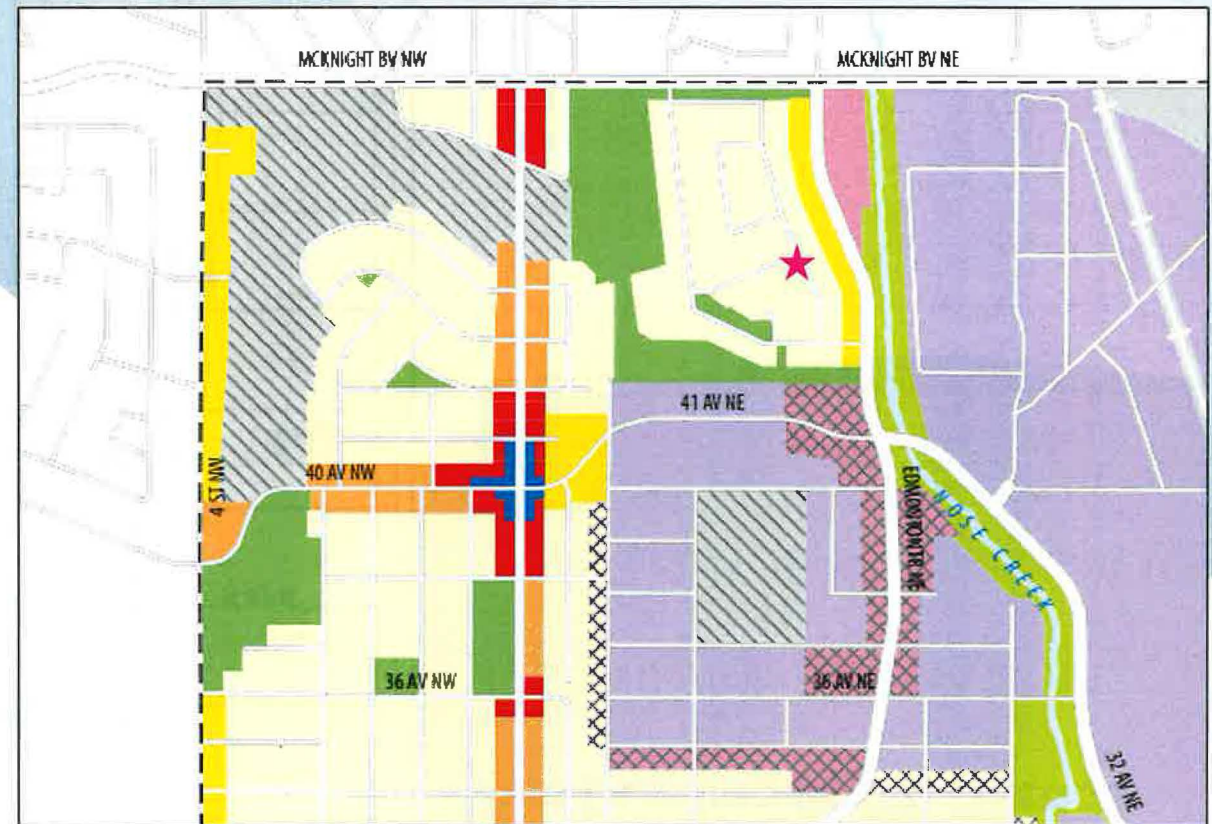 MCKNIGHT BV NW
MCKNIGHT BV NE
41 AV NE
40 AV NW
4 ST NW
EDMONTON TR NE
NOSE CREEK
36 AV NW
36 AV NE
32 AV NE